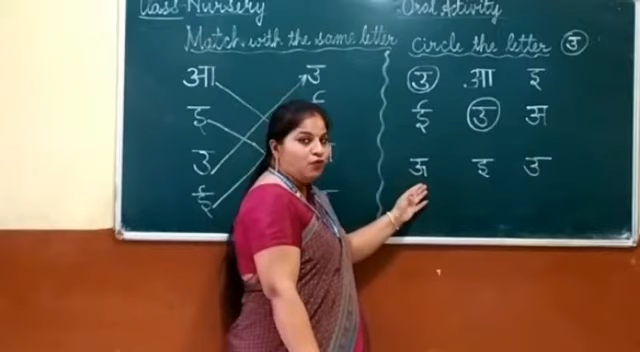 Class-Nursery
Oral Activity
Match with the same letter
आ उ
इ
उ
ई
Circle the letter उ
उ आ इ
ई उ अ
ऊ इ उ